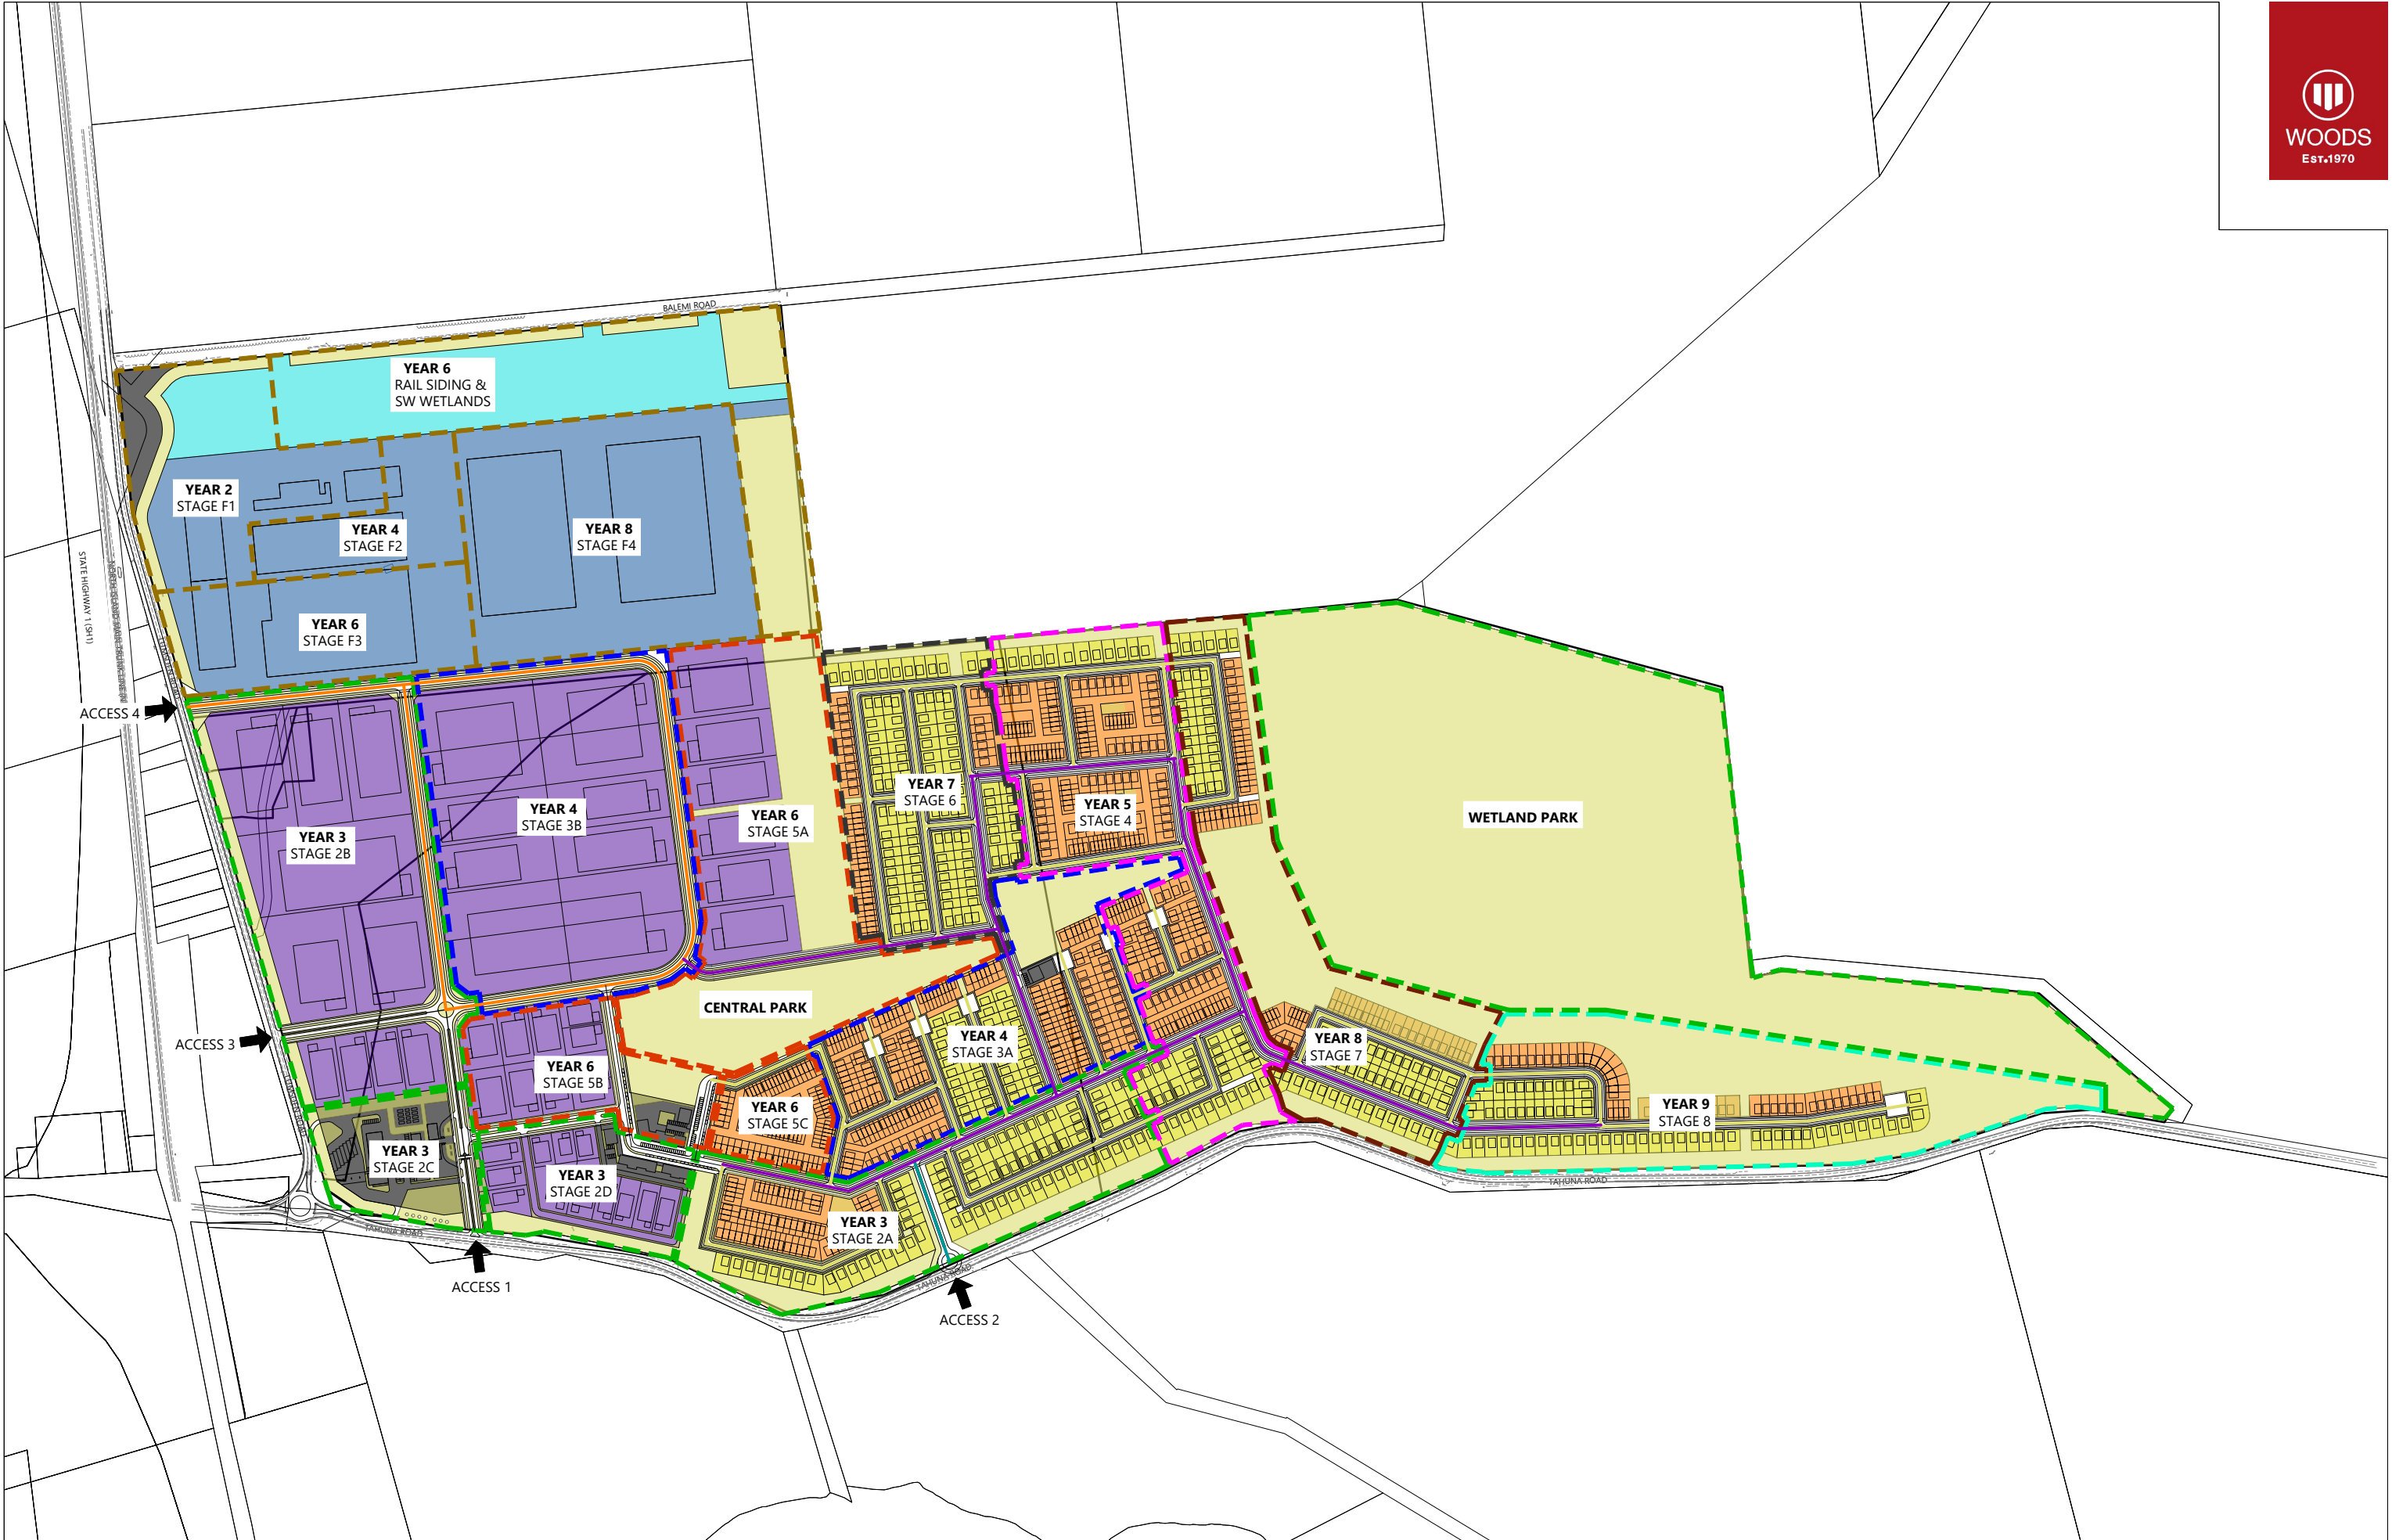 WOODS
EST.1970
BALEMI ROAD
YEAR 6
RAIL SIDING &
SW WETLANDS
YEAR 2
STAGE F1
YEAR 4
STAGE F2
YEAR 8
STAGE F4
STATE HIGHWAY 1 (SH1)
YEAR 6
STAGE F3
ACCESS 4
YEAR 3
STAGE 2B
YEAR 4
STAGE 3B
YEAR 6
STAGE 5A
YEAR 7
STAGE 6
YEAR 5
STAGE 4
WETLAND PARK
CENTRAL PARK
ACCESS 3
YEAR 6
STAGE 5B
YEAR 4
STAGE 3A
YEAR 8
STAGE 7
YEAR 6
STAGE 5C
YEAR 9
STAGE 8
YEAR 3
STAGE 2C
YEAR 3
STAGE 2D
TAHUNA ROAD
YEAR 3
STAGE 2A
TAHUNA ROAD
TAHUNA ROAD
ACCESS 1
ACCESS 2